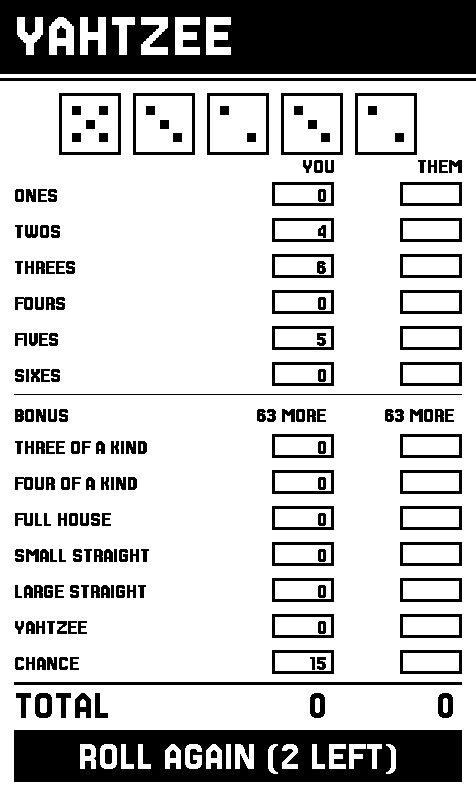 YAHTZEE
YOU THEM
ONES 0
TWOS 4
THREES 6
FOURS 0
FIVES 5
SIXES 0
BONUS 63 MORE 63 MORE
THREE OF A KIND 0
FOUR OF A KIND 0
FULL HOUSE 0
SMALL STRAIGHT 0
LARGE STRAIGHT 0
YAHTZEE 0
CHANCE 15
TOTAL 0 0
ROLL AGAIN (2 LEFT)